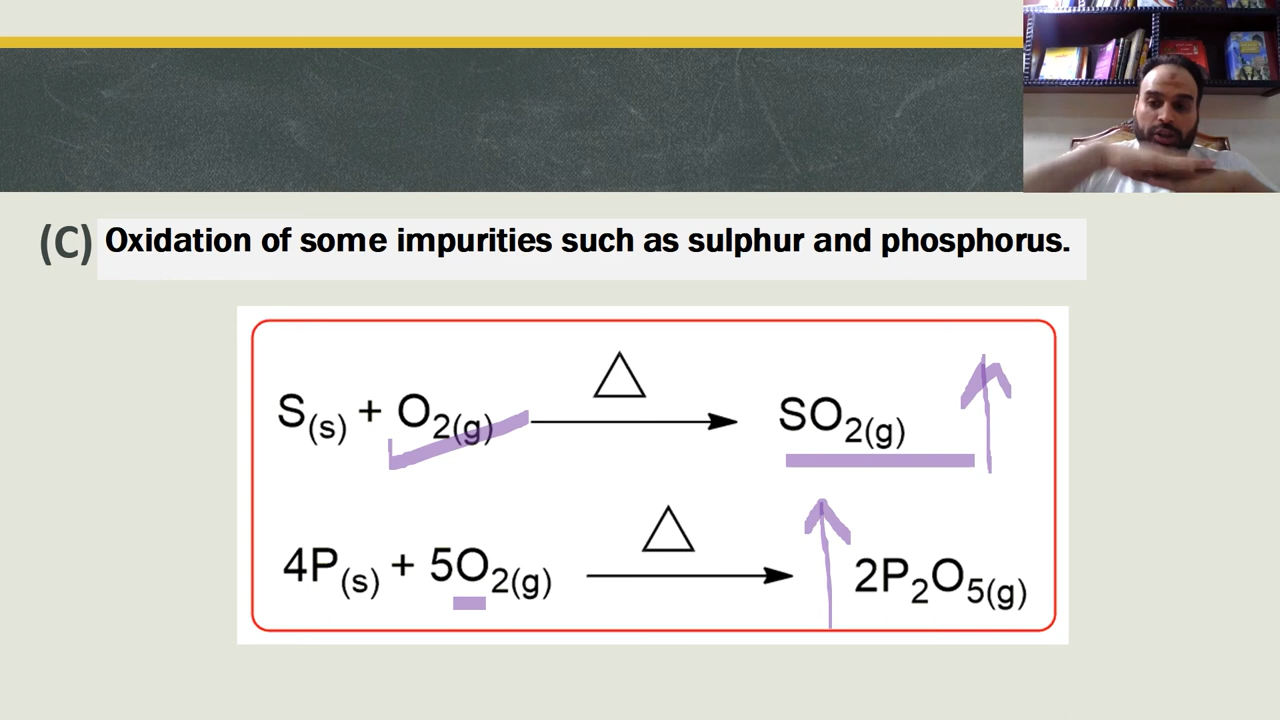 (C) Oxidation of some impurities such as sulphur and phosphorus.
S(s) + O2(g) → SO2(g)
4P(s) + 5O2(g) → 2P2O5(g)